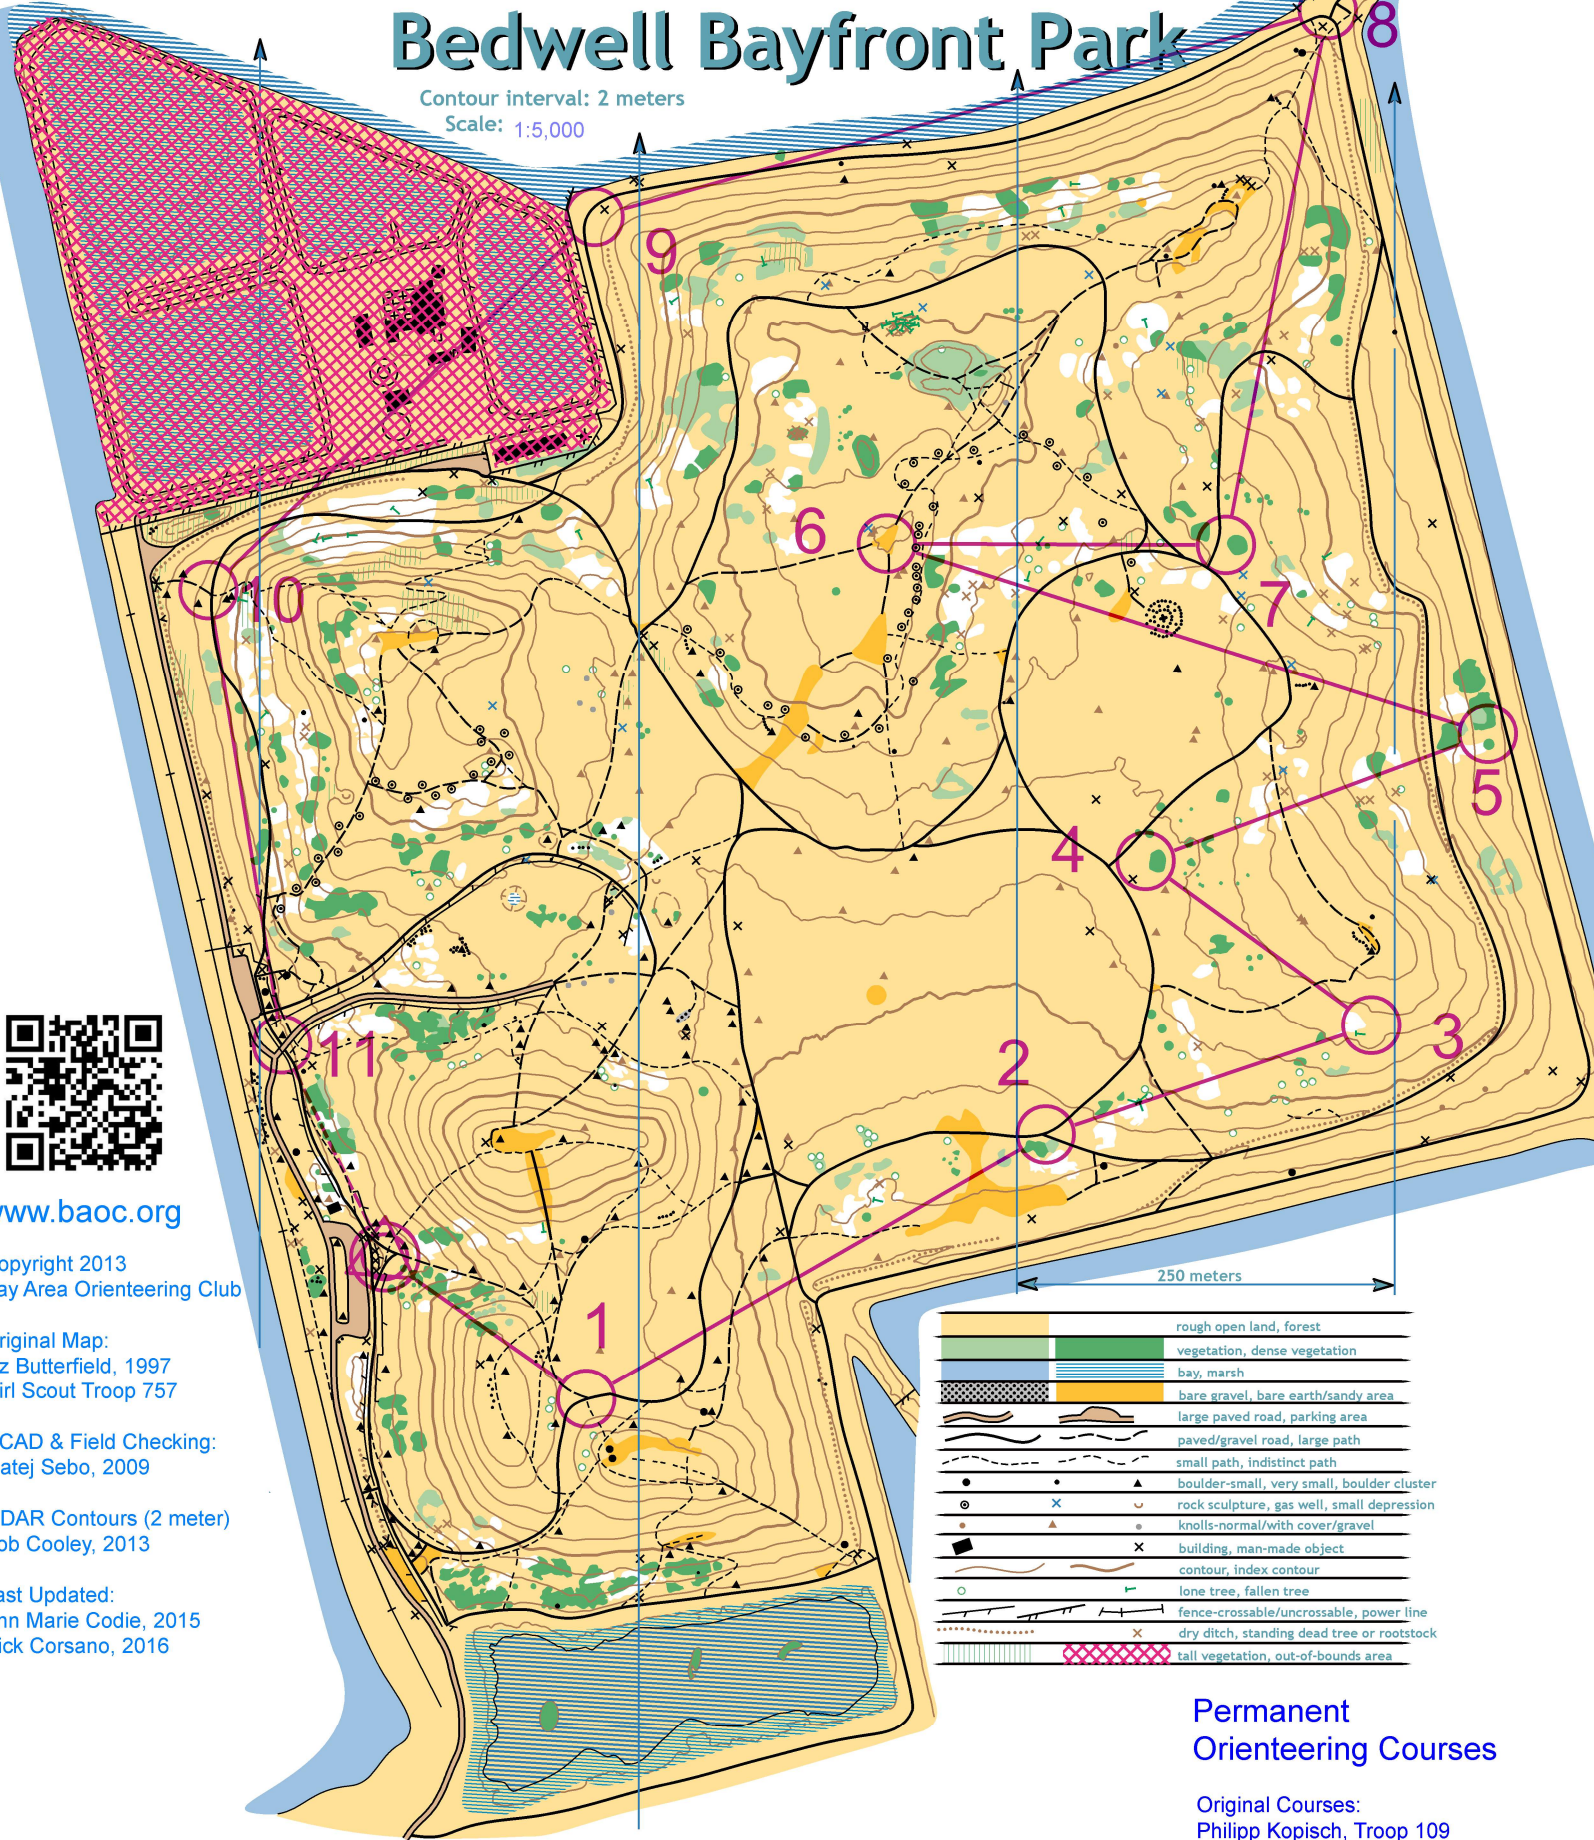 Bedwell Bayfront Park
Contour interval: 2 meters
Scale: 1:5,000
8
9
6
7
10
5
4
3
2
11
1
www.baoc.org
opyright 2013
ay Area Orienteering Club
riginal Map:
z Butterfield, 1997
irl Scout Troop 757
CAD & Field Checking:
atej Sebo, 2009
DAR Contours (2 meter)
ob Cooley, 2013
ast Updated:
nn Marie Codie, 2015
ick Corsano, 2016
250 meters
rough open land, forest
vegetation, dense vegetation
bay, marsh
bare gravel, bare earth/sandy area
large paved road, parking area
paved/gravel road, large path
small path, indistinct path
boulder-small, very small, boulder cluster
rock sculpture, gas well, small depression
knolls-normal/with cover/gravel
building, man-made object
contour, index contour
lone tree, fallen tree
fence-crossable/uncrossable, power line
dry ditch, standing dead tree or rootstock
tall vegetation, out-of-bounds area
Permanent
Orienteering Courses
Original Courses:
Philipp Kopisch, Troop 109